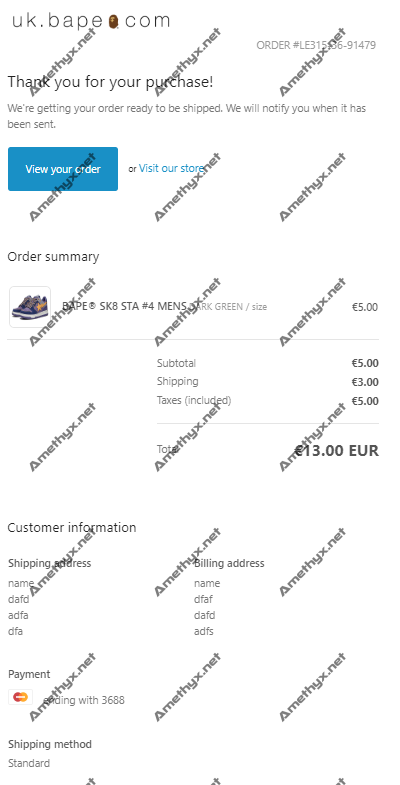 uk.bape.com
ORDER #LE315136-91479
Thank you for your purchase!
We're getting your order ready to be shipped. We will notify you when it has
been sent.
View your order
or Visit our store
Order summary
BAPE® SK8 STA #4 MENS DARK GREEN / size
€5.00
Subtotal €5.00
Shipping €3.00
Taxes (included) €5.00
Total €13.00 EUR
Customer information
Shipping address Billing address
name name
dafd dfaf
adfa dafd
dfa adfs
Payment
ending with 3688
Shipping method
Standard
Amethyx.net